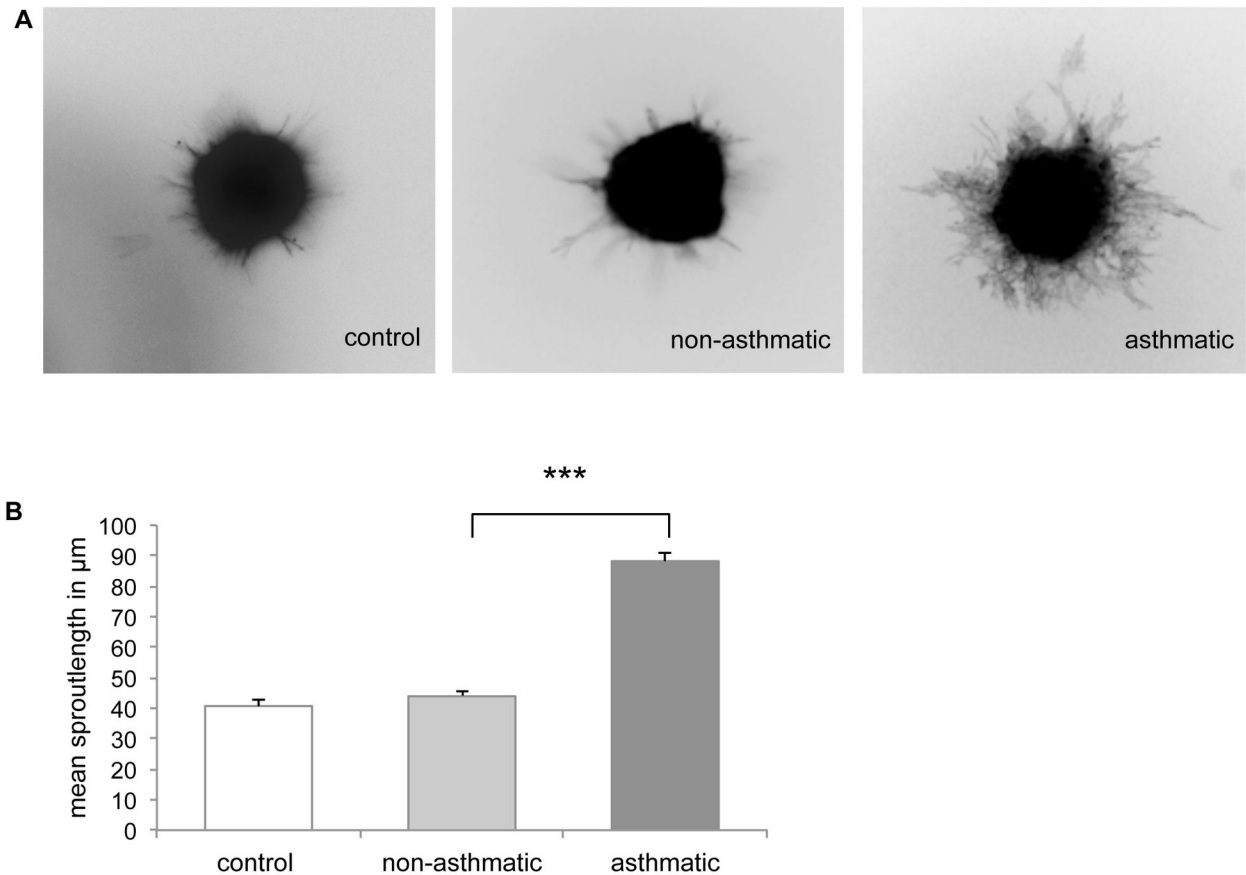 A
control
non-asthmatic
asthmatic
***
B
mean sproutlength in µm
100
90
80
70
60
50
40
30
20
10
0
control
non-asthmatic
asthmatic